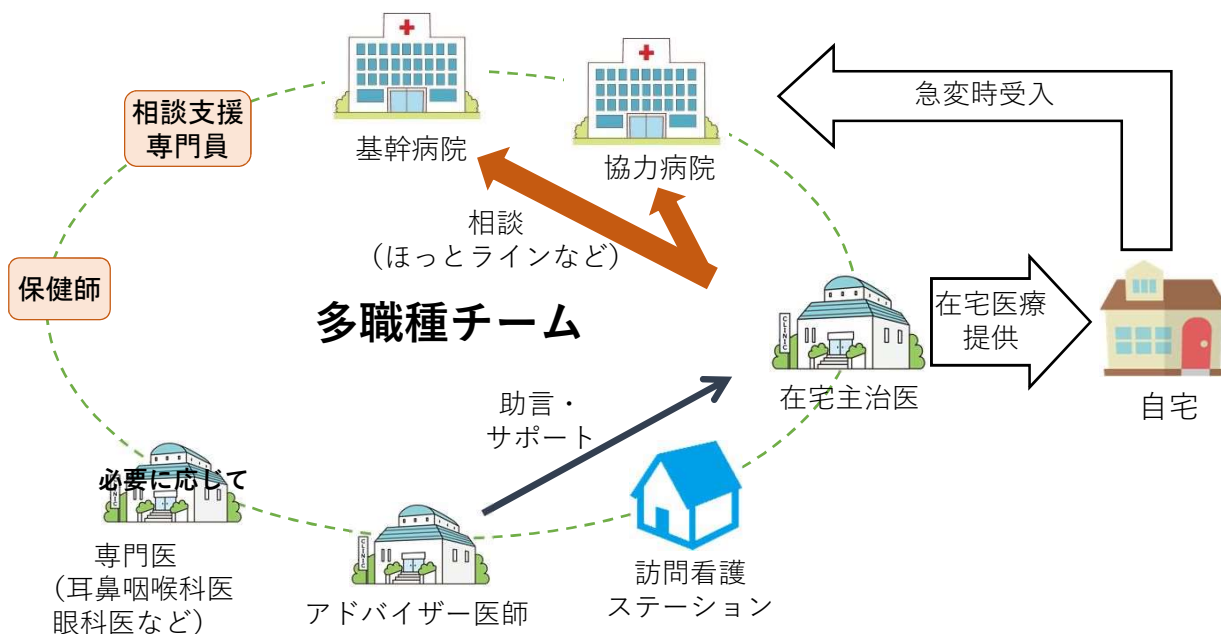 急変時受入
相談支援
専門員
基幹病院
協力病院
相談
（ほっとラインなど）
保健師
多職種チーム
在宅医療
提供
CLINIC
在宅主治医
自宅
助言・
サポート
必要に応じて
CLINIC
専門医
（耳鼻咽喉科医
眼科医など）
CLINIC
アドバイザー医師
訪問看護
ステーション